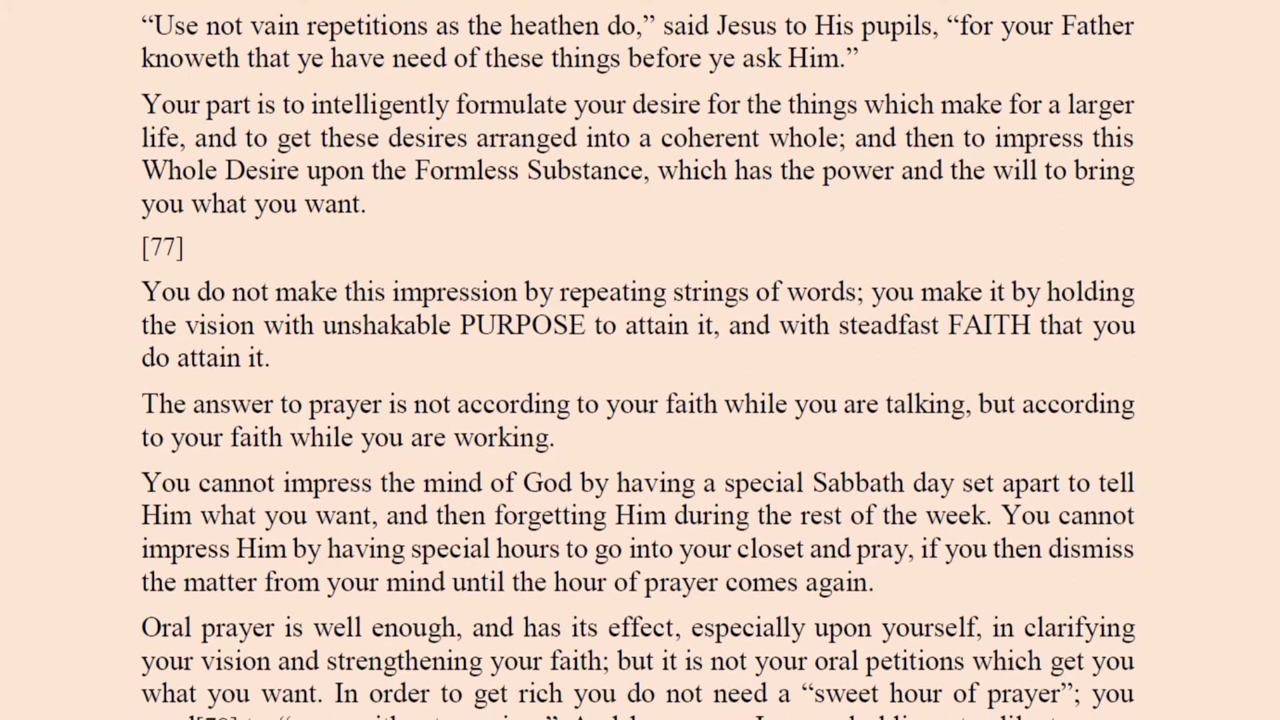 “Use not vain repetitions as the heathen do,” said Jesus to His pupils, “for your Father
knoweth that ye have need of these things before ye ask Him.”
Your part is to intelligently formulate your desire for the things which make for a larger
life, and to get these desires arranged into a coherent whole; and then to impress this
Whole Desire upon the Formless Substance, which has the power and the will to bring
you what you want.
[77]
You do not make this impression by repeating strings of words; you make it by holding
the vision with unshakable PURPOSE to attain it, and with steadfast FAITH that you
do attain it.
The answer to prayer is not according to your faith while you are talking, but according
to your faith while you are working.
You cannot impress the mind of God by having a special Sabbath day set apart to tell
Him what you want, and then forgetting Him during the rest of the week. You cannot
impress Him by having special hours to go into your closet and pray, if you then dismiss
the matter from your mind until the hour of prayer comes again.
Oral prayer is well enough, and has its effect, especially upon yourself, in clarifying
your vision and strengthening your faith; but it is not your oral petitions which get you
what you want. In order to get rich you do not need a “sweet hour of prayer”; you